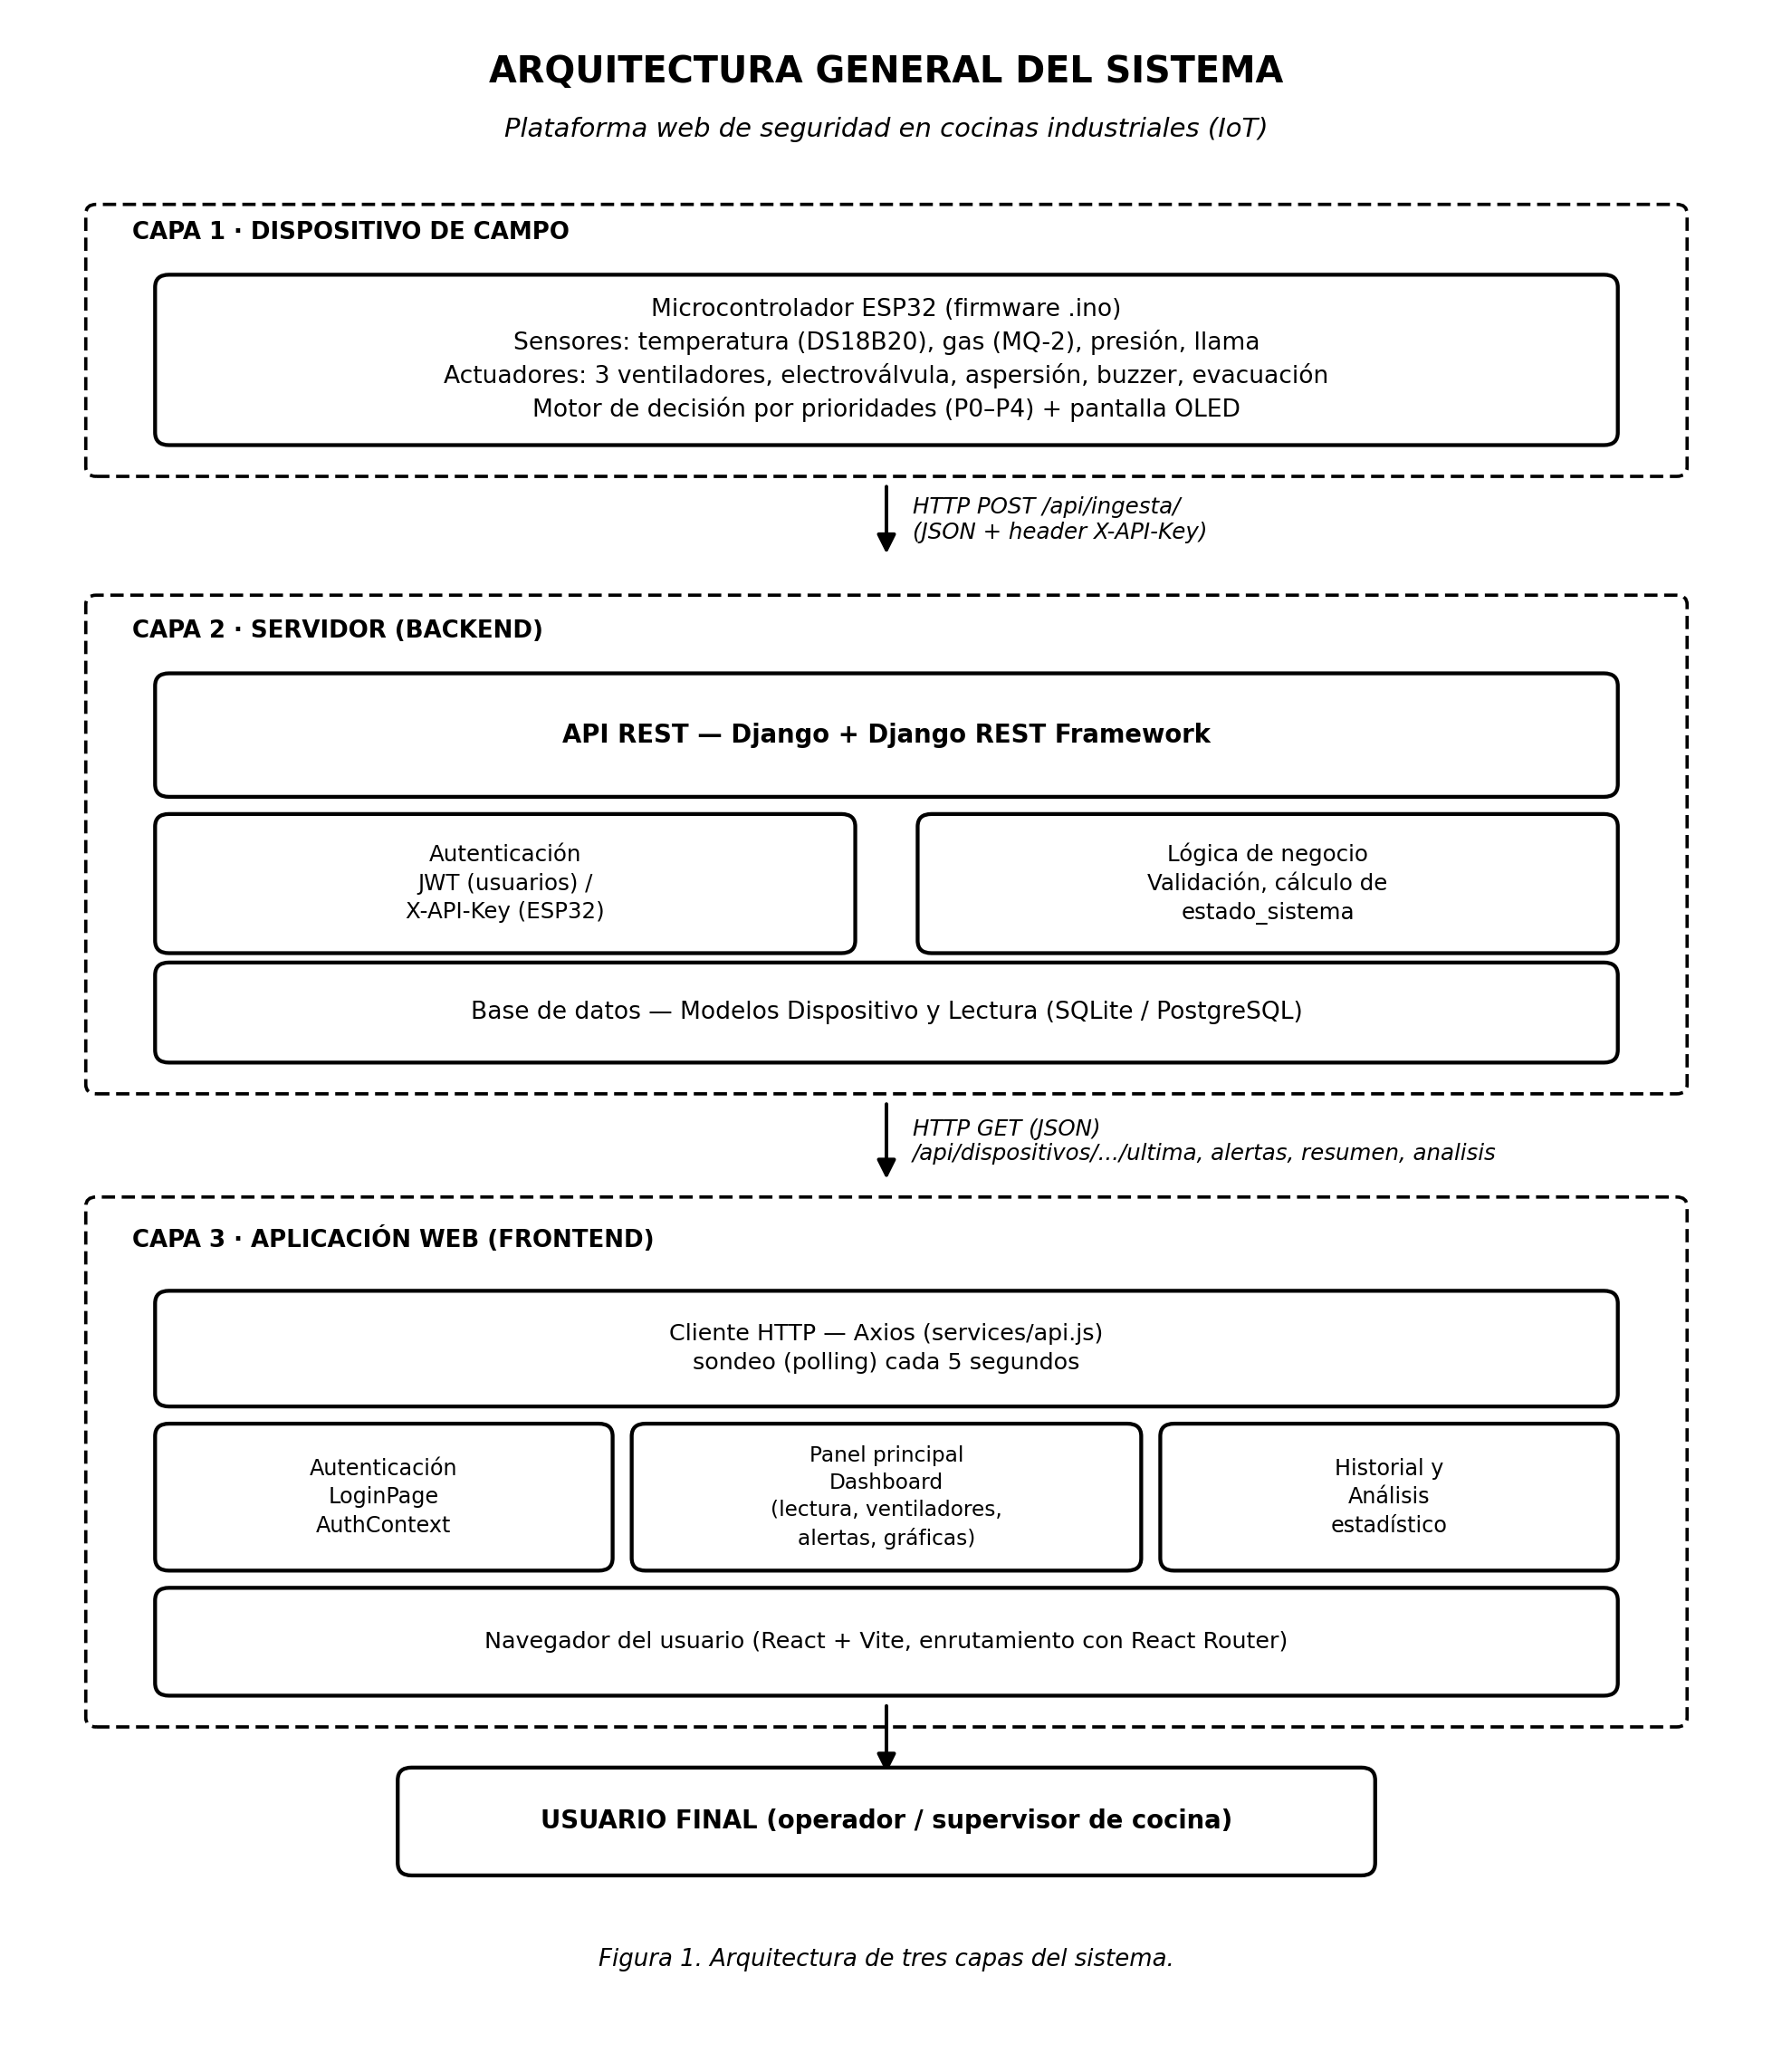 ARQUITECTURA GENERAL DEL SISTEMA
Plataforma web de seguridad en cocinas industriales (IoT)
CAPA 1 · DISPOSITIVO DE CAMPO
Microcontrolador ESP32 (firmware .ino)
Sensores: temperatura (DS18B20), gas (MQ-2), presión, llama
Actuadores: 3 ventiladores, electroválvula, aspersión, buzzer, evacuación
Motor de decisión por prioridades (P0–P4) + pantalla OLED
HTTP POST /api/ingesta/
(JSON + header X-API-Key)
CAPA 2 · SERVIDOR (BACKEND)
API REST — Django + Django REST Framework
Autenticación
JWT (usuarios) /
X-API-Key (ESP32)
Lógica de negocio
Validación, cálculo de
estado_sistema
Base de datos — Modelos Dispositivo y Lectura (SQLite / PostgreSQL)
HTTP GET (JSON)
/api/dispositivos/.../ultima, alertas, resumen, analisis
CAPA 3 · APLICACIÓN WEB (FRONTEND)
Cliente HTTP — Axios (services/api.js)
sondeo (polling) cada 5 segundos
Autenticación
LoginPage
AuthContext
Panel principal
Dashboard
(lectura, ventiladores,
alertas, gráficas)
Historial y
Análisis
estadístico
Navegador del usuario (React + Vite, enrutamiento con React Router)
USUARIO FINAL (operador / supervisor de cocina)
Figura 1. Arquitectura de tres capas del sistema.